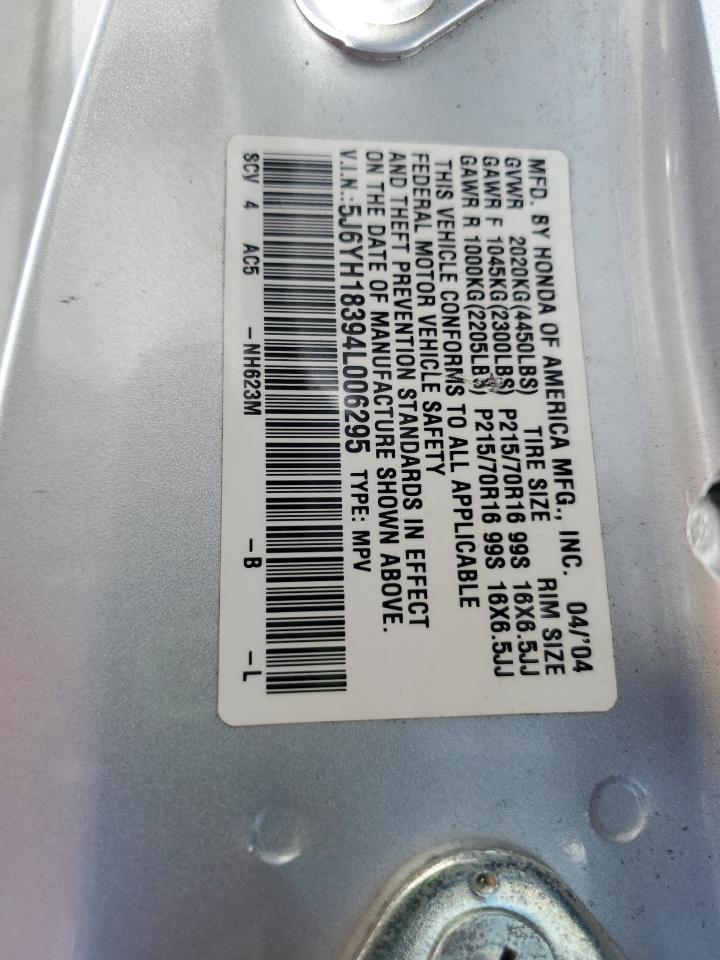 MFD. BY HONDA OF AMERICA MFG., INC. 04/'04
GVWR 2020KG(4450LBS) TIRE SIZE RIM SIZE
GAWR F 1045KG(2300LBS) P215/70R16 99S 16X6.5JJ
GAWR R 1000KG(2205LBS) P215/70R16 99S 16X6.5JJ
THIS VEHICLE CONFORMS TO ALL APPLICABLE
FEDERAL MOTOR VEHICLE SAFETY
AND THEFT PREVENTION STANDARDS IN EFFECT
ON THE DATE OF MANUFACTURE SHOWN ABOVE.
V.I.N.:5J6YH18394L006295 TYPE: MPV
SCV 4 AC5 -NH623M -B -L